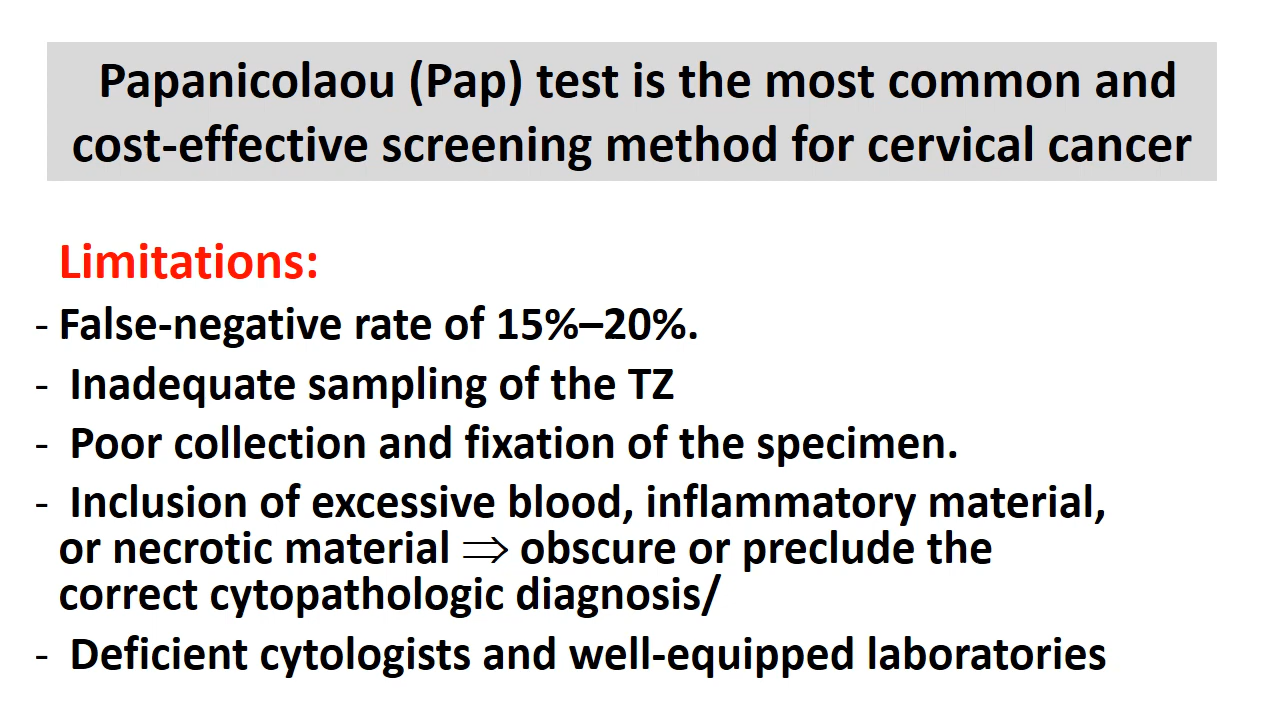 Papanicolaou (Pap) test is the most common and
cost-effective screening method for cervical cancer
Limitations:
- False-negative rate of 15%–20%.
- Inadequate sampling of the TZ
- Poor collection and fixation of the specimen.
- Inclusion of excessive blood, inflammatory material,
or necrotic material ⇒ obscure or preclude the
correct cytopathologic diagnosis/
- Deficient cytologists and well-equipped laboratories